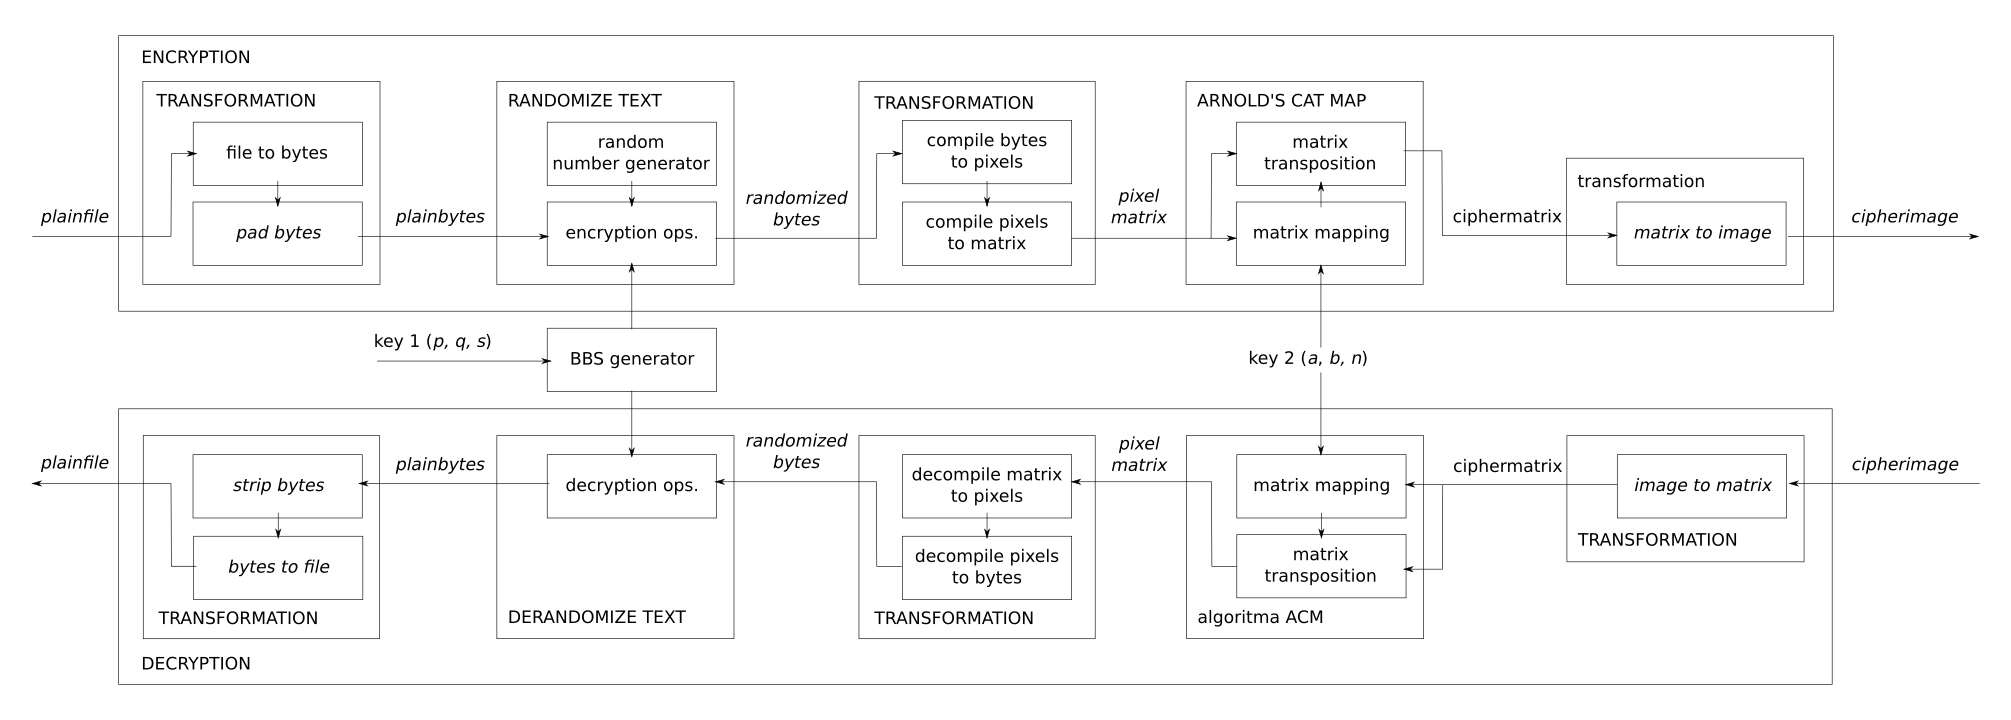 ENCRYPTION
TRANSFORMATION
file to bytes
pad bytes
plainfile
plainbytes
RANDOMIZE TEXT
random
number generator
encryption ops.
randomized
bytes
TRANSFORMATION
compile bytes
to pixels
compile pixels
to matrix
pixel
matrix
ARNOLD'S CAT MAP
matrix
transposition
matrix mapping
ciphermatrix
transformation
matrix to image
cipherimage
key 1 (p, q, s)
BBS generator
key 2 (a, b, n)
plainfile
strip bytes
bytes to file
TRANSFORMATION
plainbytes
decryption ops.
DERANDOMIZE TEXT
randomized
bytes
decompile matrix
to pixels
decompile pixels
to bytes
TRANSFORMATION
pixel
matrix
matrix mapping
matrix
transposition
algoritma ACM
ciphermatrix
image to matrix
TRANSFORMATION
cipherimage
DECRYPTION